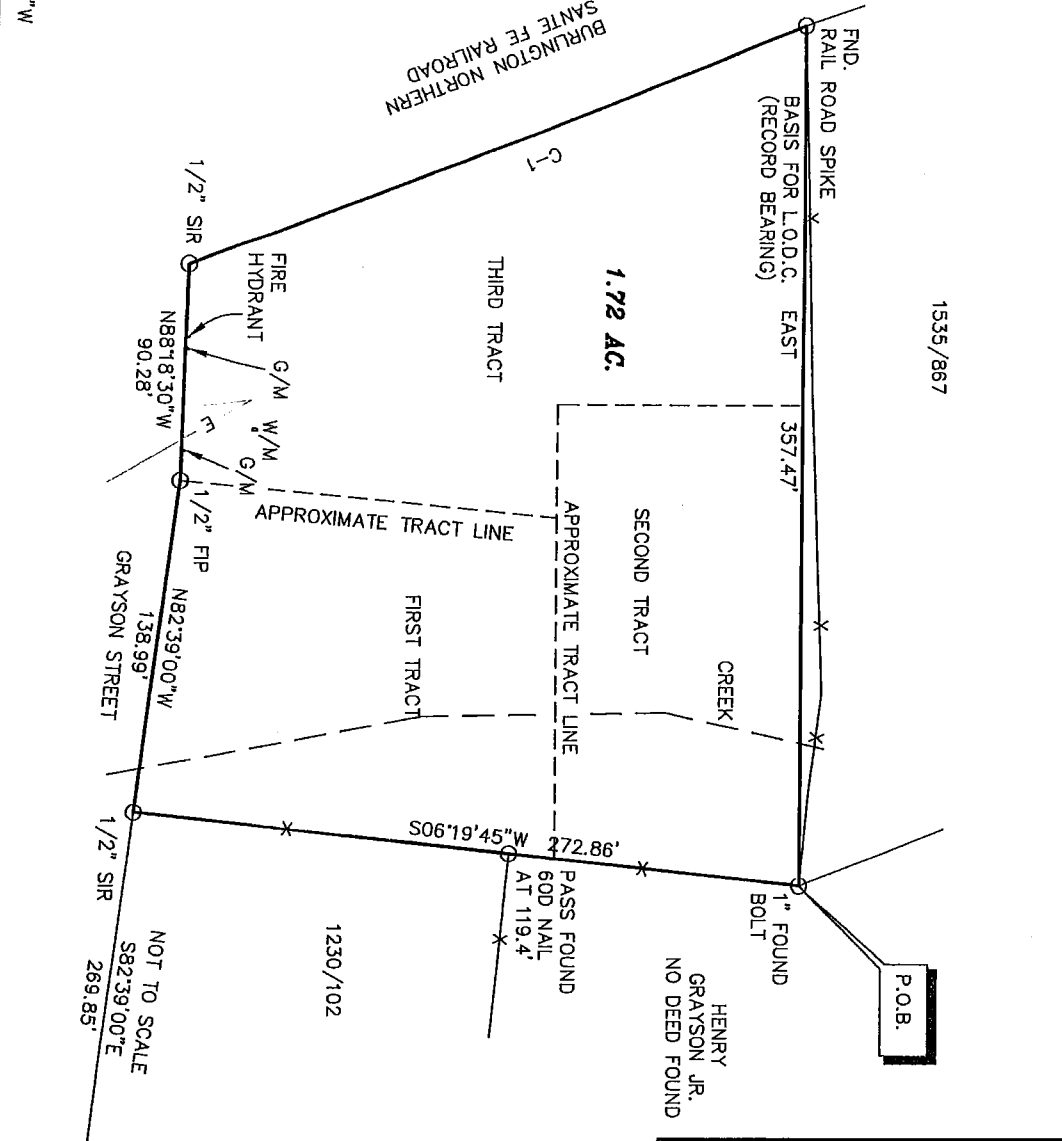 "W
BURLINGTON NORTHERN
SANTE FE RAILROAD
C-1
FND.
RAIL ROAD SPIKE
BASIS FOR L.O.D.C. EAST 357.47'
(RECORD BEARING)
1535/867
1.72 AC.
THIRD TRACT
SECOND TRACT
FIRST TRACT
CREEK
APPROXIMATE TRACT LINE
APPROXIMATE TRACT LINE
1/2" SIR
FIRE
HYDRANT
G/M
W/M
G/M
E
N88°18'30"W
90.28'
1/2" FIP
N82°39'00"W
138.99'
GRAYSON STREET
1/2" SIR
S06°19'45"W 272.86'
PASS FOUND
60D NAIL
AT 119.4'
1" FOUND
BOLT
P.O.B.
HENRY
GRAYSON JR.
NO DEED FOUND
1230/102
NOT TO SCALE
S82°39'00"E
269.85'